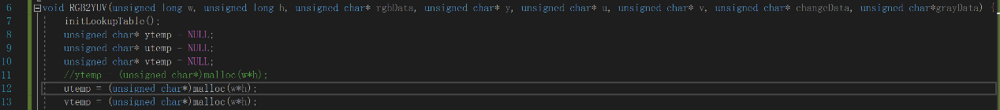 6 void RGB2YUV(unsigned long w, unsigned long h, unsigned char* rgbData, unsigned char* y, unsigned char* u, unsigned char* v, unsigned char* changeData, unsigned char*grayData) {
7 initLookupTable();
8 unsigned char* ytemp = NULL;
9 unsigned char* utemp = NULL;
10 unsigned char* vtemp = NULL;
11 //ytemp = (unsigned char*)malloc(w*h);
12 utemp = (unsigned char*)malloc(w*h);
13 vtemp = (unsigned char*)malloc(w*h);